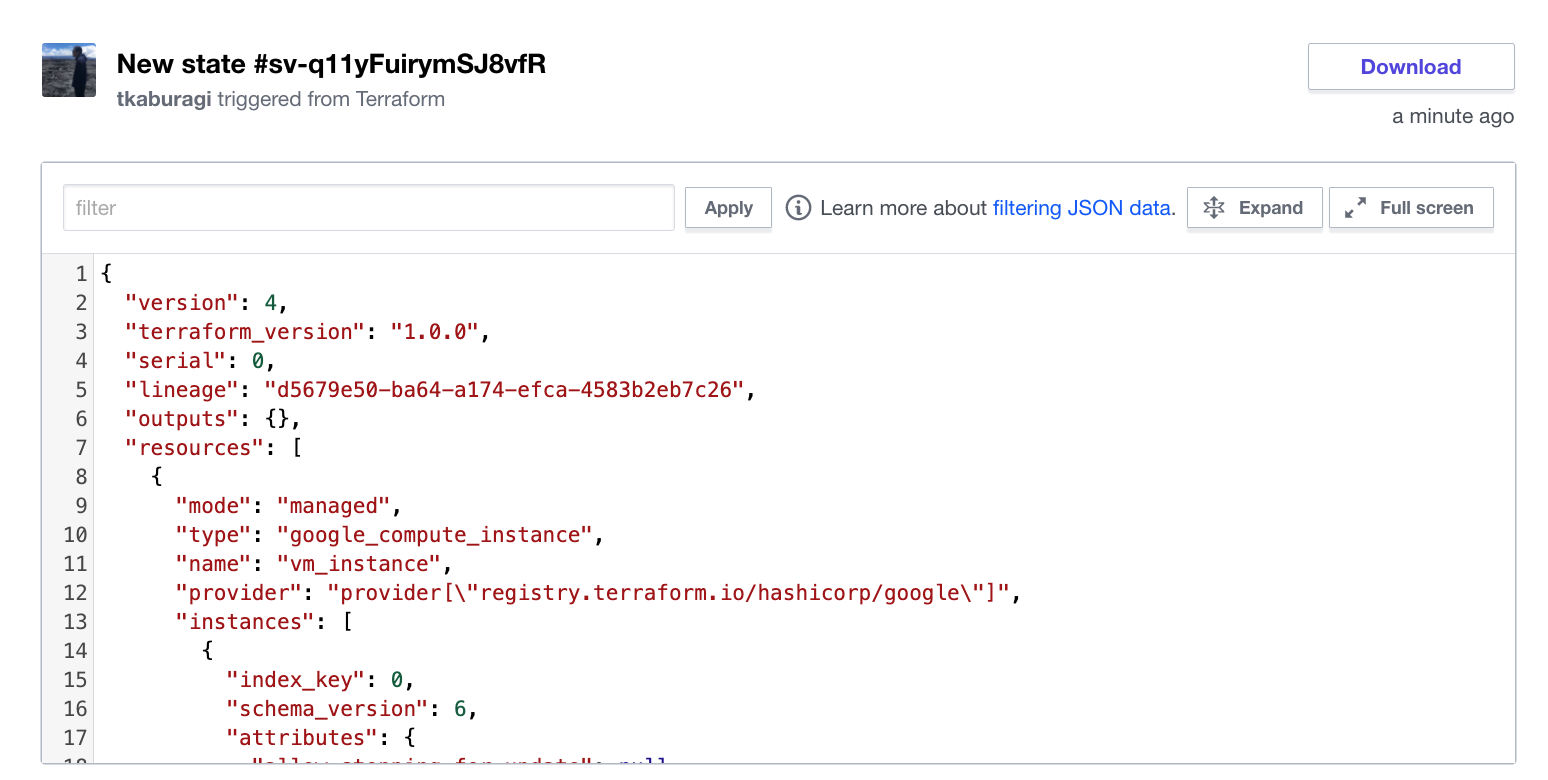 New state #sv-q11yFuirymSJ8vfR
tkaburagi triggered from Terraform
Download
a minute ago
filter
Apply
Learn more about filtering JSON data.
Expand
Full screen
1 {
2 "version": 4,
3 "terraform_version": "1.0.0",
4 "serial": 0,
5 "lineage": "d5679e50-ba64-a174-efca-4583b2eb7c26",
6 "outputs": {},
7 "resources": [
8 {
9 "mode": "managed",
10 "type": "google_compute_instance",
11 "name": "vm_instance",
12 "provider": "provider[\"registry.terraform.io/hashicorp/google\"]",
13 "instances": [
14 {
15 "index_key": 0,
16 "schema_version": 6,
17 "attributes": {
18 "allow_stopping_for_update": null